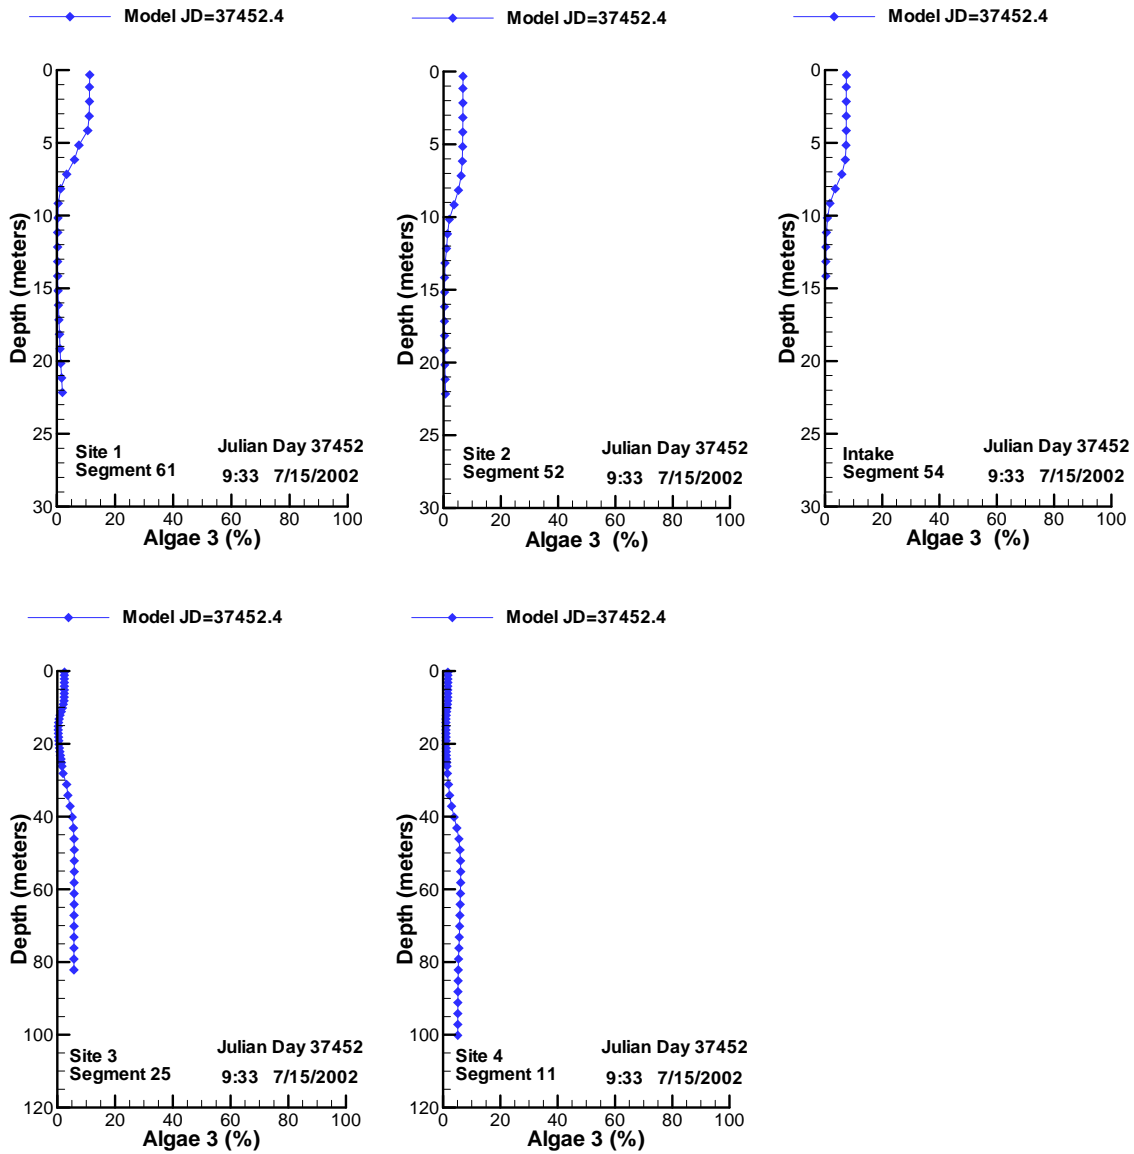 Model JD=37452.4
0
5
10
15
20
25
30
Depth (meters)
Site 1
Segment 61
Julian Day 37452
9:33 7/15/2002
0 20 40 60 80 100
Algae 3 (%)
Model JD=37452.4
0
5
10
15
20
25
30
Depth (meters)
Site 2
Segment 52
Julian Day 37452
9:33 7/15/2002
0 20 40 60 80 100
Algae 3 (%)
Model JD=37452.4
0
5
10
15
20
25
30
Depth (meters)
Intake
Segment 54
Julian Day 37452
9:33 7/15/2002
0 20 40 60 80 100
Algae 3 (%)
Model JD=37452.4
0
20
40
60
80
100
120
Depth (meters)
Site 3
Segment 25
Julian Day 37452
9:33 7/15/2002
0 20 40 60 80 100
Algae 3 (%)
Model JD=37452.4
0
20
40
60
80
100
120
Depth (meters)
Site 4
Segment 11
Julian Day 37452
9:33 7/15/2002
0 20 40 60 80 100
Algae 3 (%)